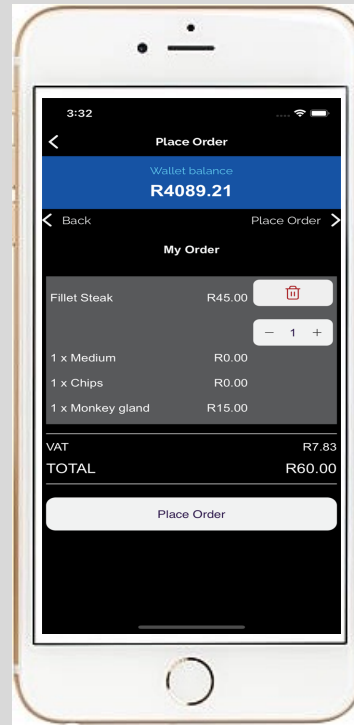 3:32
Place Order
Wallet balance
R4089.21
Back Place Order
My Order
Fillet Steak R45.00
− 1 +
1 x Medium R0.00
1 x Chips R0.00
1 x Monkey gland R15.00
VAT R7.83
TOTAL R60.00
Place Order